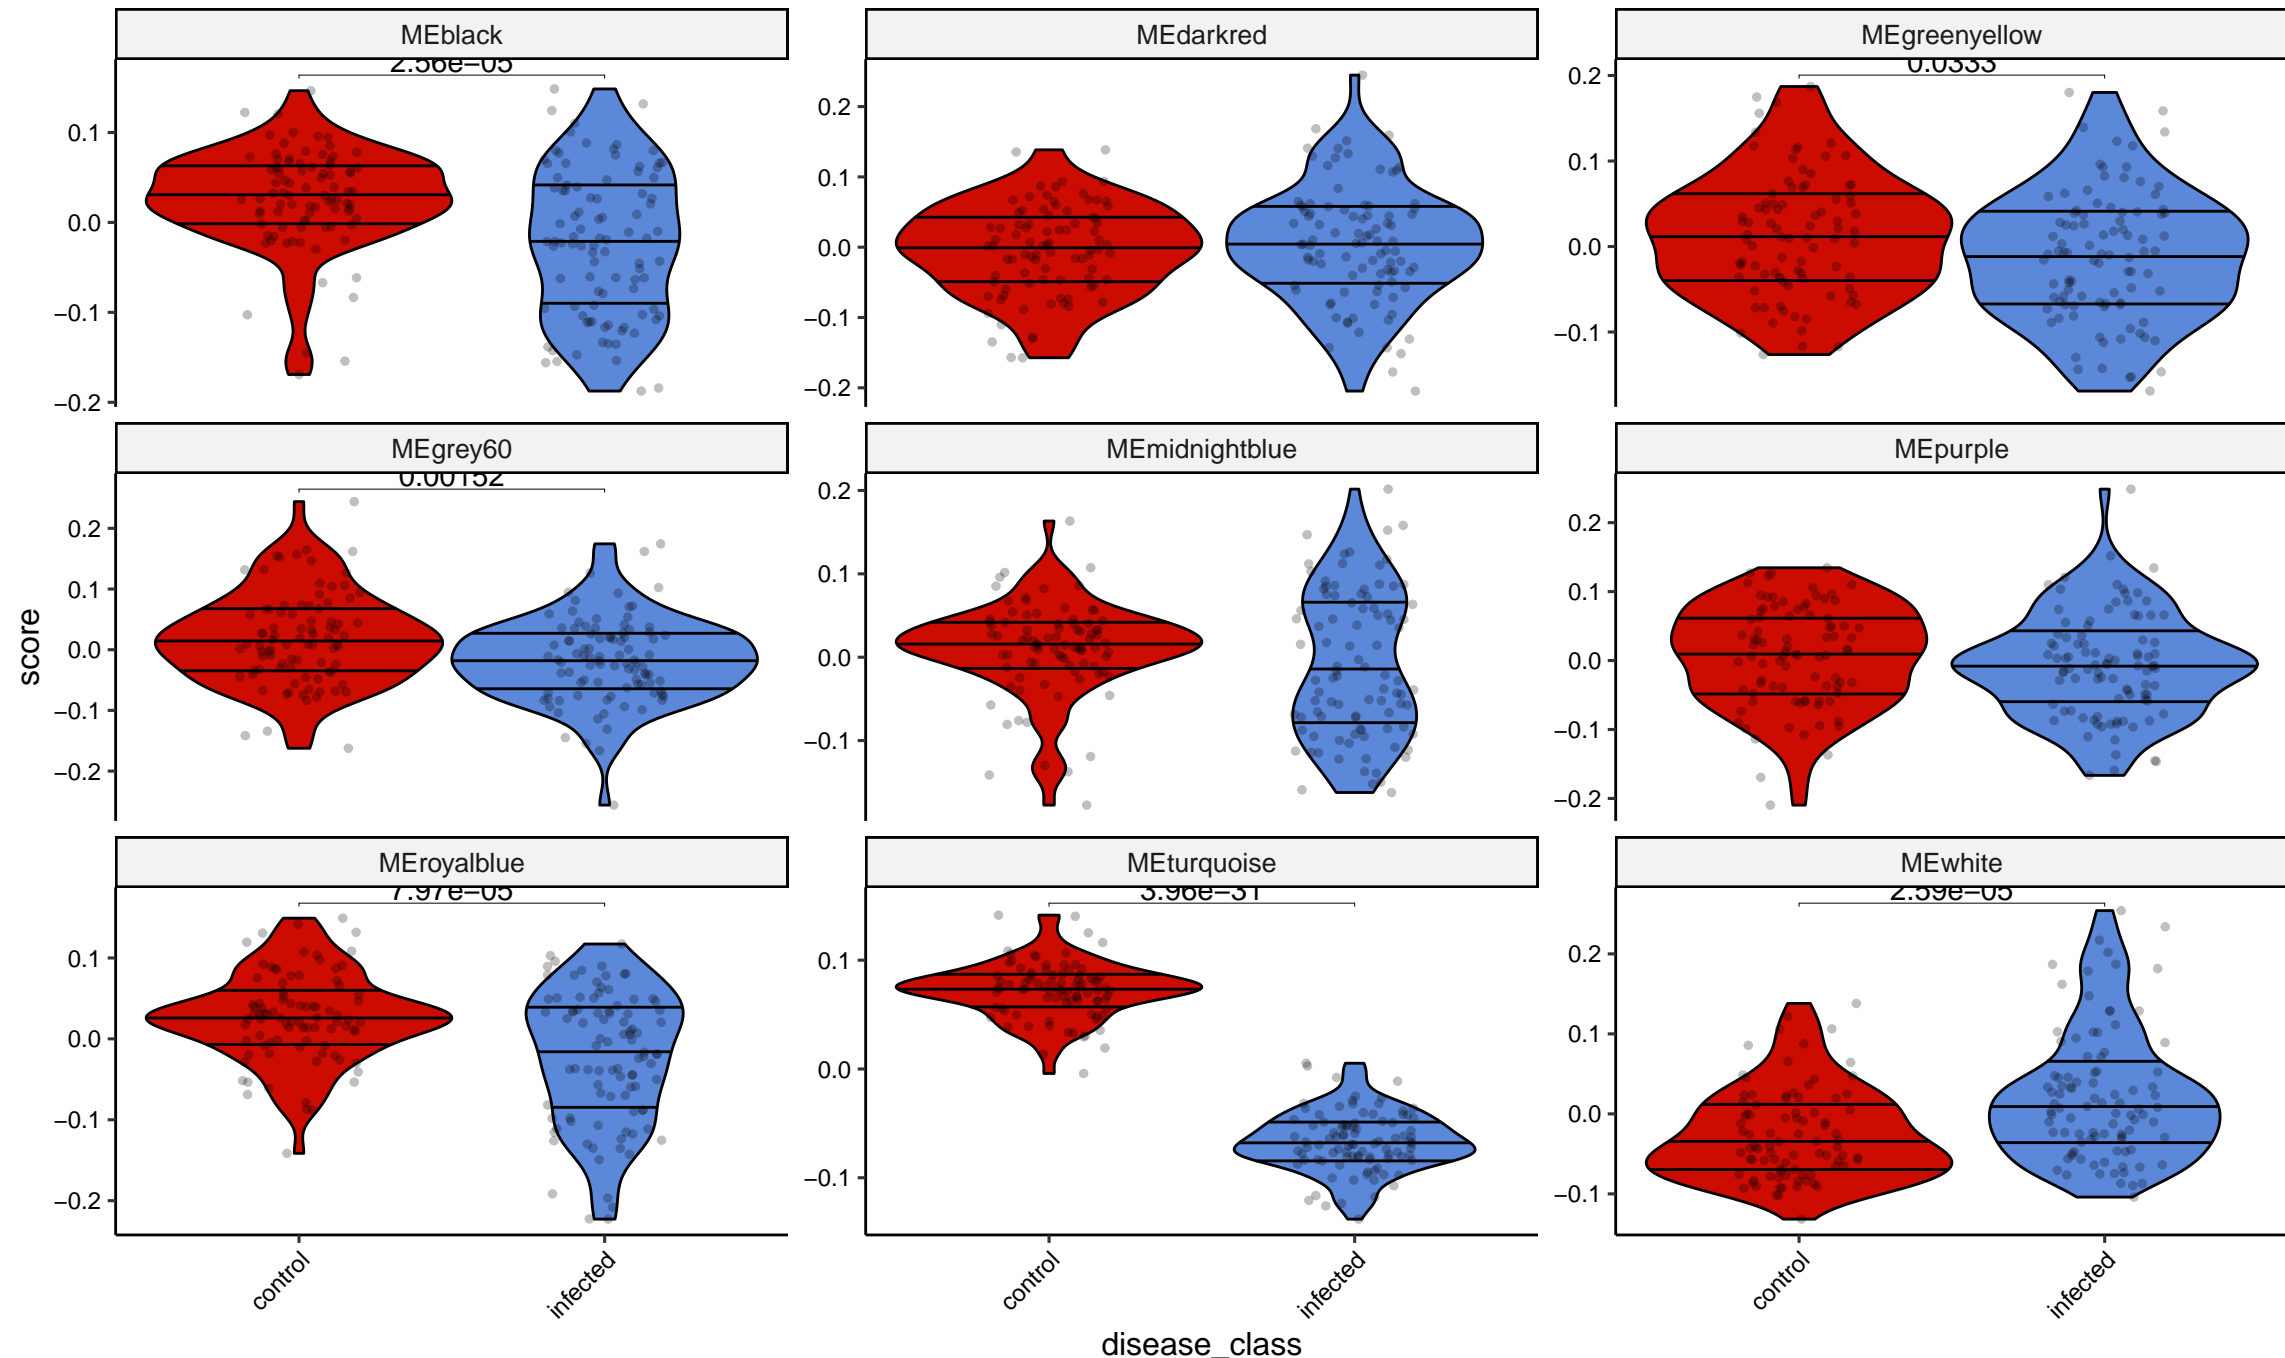 MEblack
MEdarkred
MEgreenyellow
2.56e−05
0.0333
0.1
0.0
−0.1
−0.2
0.2
0.1
0.0
−0.1
−0.2
0.2
0.1
0.0
−0.1
MEgrey60
MEmidnightblue
MEpurple
0.00152
0.2
0.1
0.0
−0.1
−0.2
0.2
0.1
0.0
−0.1
0.2
0.1
0.0
−0.1
−0.2
score
MEroyalblue
MEturquoise
MEwhite
7.97e−05
3.96e−31
2.59e−05
0.1
0.0
−0.1
−0.2
0.1
0.0
−0.1
0.2
0.1
0.0
−0.1
control
infected
control
infected
control
infected
disease_class